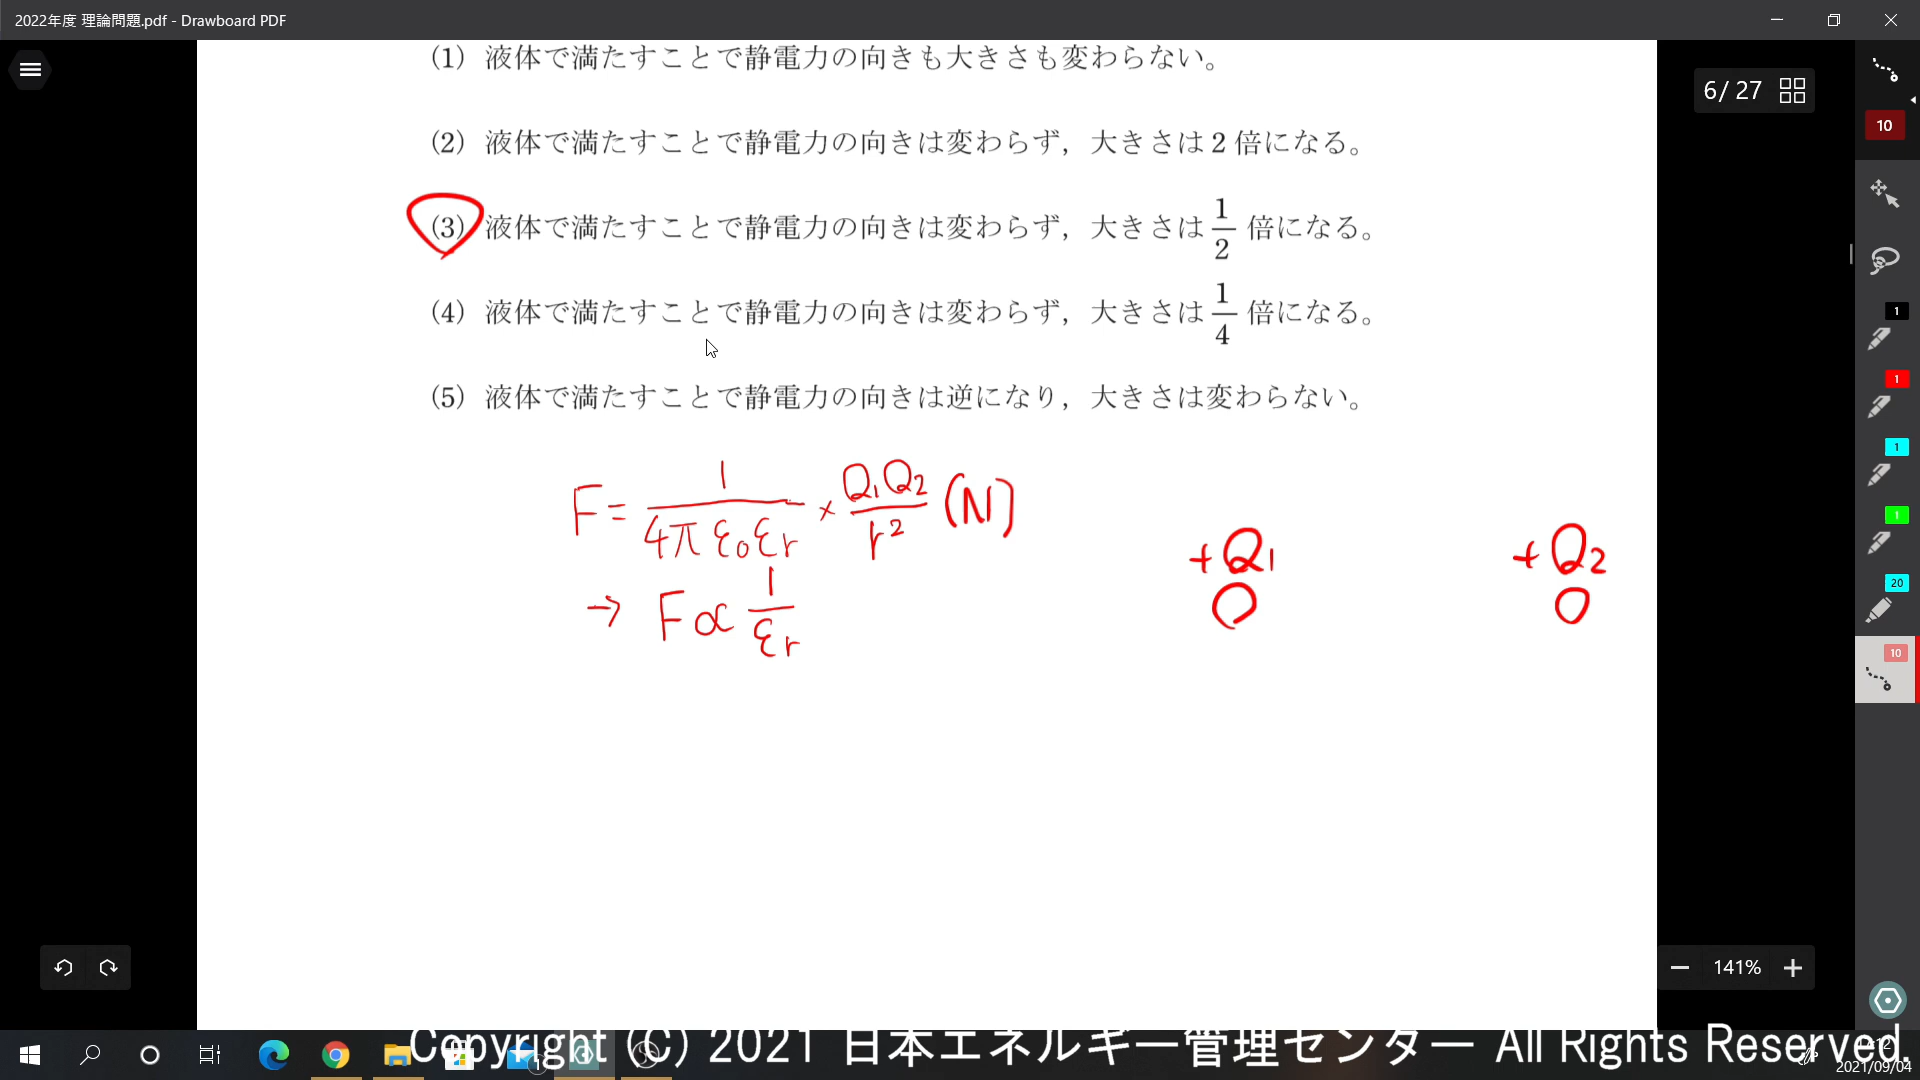 2022年度 理論問題.pdf - Drawboard PDF
(1) 液体で満たすことで静電力の向きも大きさも変わらない。
6/ 27
10
(2) 液体で満たすことで静電力の向きは変わらず，大きさは 2 倍になる。
(3) 液体で満たすことで静電力の向きは変わらず，大きさは 1/2 倍になる。
(4) 液体で満たすことで静電力の向きは変わらず，大きさは 1/4 倍になる。
1
1
(5) 液体で満たすことで静電力の向きは逆になり，大きさは変わらない。
1
1
20
10
F = 1/(4π ε₀ εr) × Q₁Q₂/r² (N)
+Q₁
+Q₂
→ F ∝ 1/εr
141%
Copyright (C) 2021 日本エネルギー管理センター All Rights Reserved.
2021/09/04